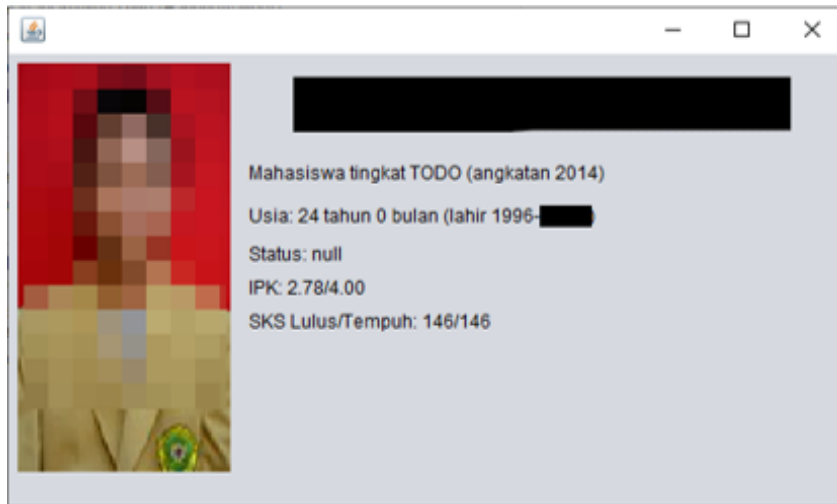 Mahasiswa tingkat TODO (angkatan 2014)
Usia: 24 tahun 0 bulan (lahir 1996-)
Status: null
IPK: 2.78/4.00
SKS Lulus/Tempuh: 146/146